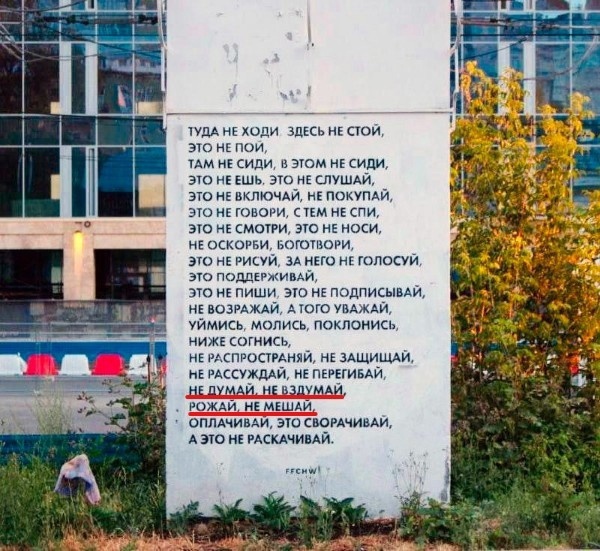 ТУДА НЕ ХОДИ. ЗДЕСЬ НЕ СТОЙ,
ЭТО НЕ ПОЙ,
ТАМ НЕ СИДИ, В ЭТОМ НЕ СИДИ,
ЭТО НЕ ЕШЬ, ЭТО НЕ СЛУШАЙ,
ЭТО НЕ ВКЛЮЧАЙ, НЕ ПОКУПАЙ,
ЭТО НЕ ГОВОРИ, С ТЕМ НЕ СПИ,
ЭТО НЕ СМОТРИ, ЭТО НЕ НОСИ,
НЕ ОСКОРБИ, БОГОТВОРИ,
ЭТО НЕ РИСУЙ, ЗА НЕГО НЕ ГОЛОСУЙ,
ЭТО ПОДДЕРЖИВАЙ,
ЭТО НЕ ПИШИ, ЭТО НЕ ПОДПИСЫВАЙ,
НЕ ВОЗРАЖАЙ, А ТОГО УВАЖАЙ,
УЙМИСЬ, МОЛИСЬ, ПОКЛОНИСЬ,
НИЖЕ СОГНИСЬ,
НЕ РАСПРОСТРАНЯЙ, НЕ ЗАЩИЩАЙ,
НЕ РАССУЖДАЙ, НЕ ПЕРЕГИБАЙ,
НЕ ДУМАЙ, НЕ ВЗДУМАЙ,
РОЖАЙ, НЕ МЕШАЙ,
ОПЛАЧИВАЙ, ЭТО СВОРАЧИВАЙ,
А ЭТО НЕ РАСКАЧИВАЙ.
FFCHW